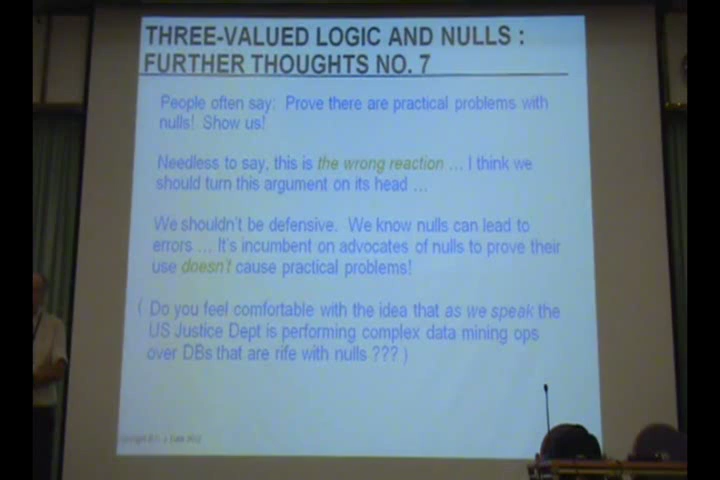 THREE-VALUED LOGIC AND NULLS :
FURTHER THOUGHTS NO. 7
People often say: Prove there are practical problems with
nulls! Show us!
Needless to say, this is the wrong reaction ... I think we
should turn this argument on its head ...
We shouldn't be defensive. We know nulls can lead to
errors ... It's incumbent on advocates of nulls to prove their
use doesn't cause practical problems!
( Do you feel comfortable with the idea that as we speak the
US Justice Dept is performing complex data mining ops
over DBs that are rife with nulls ??? )